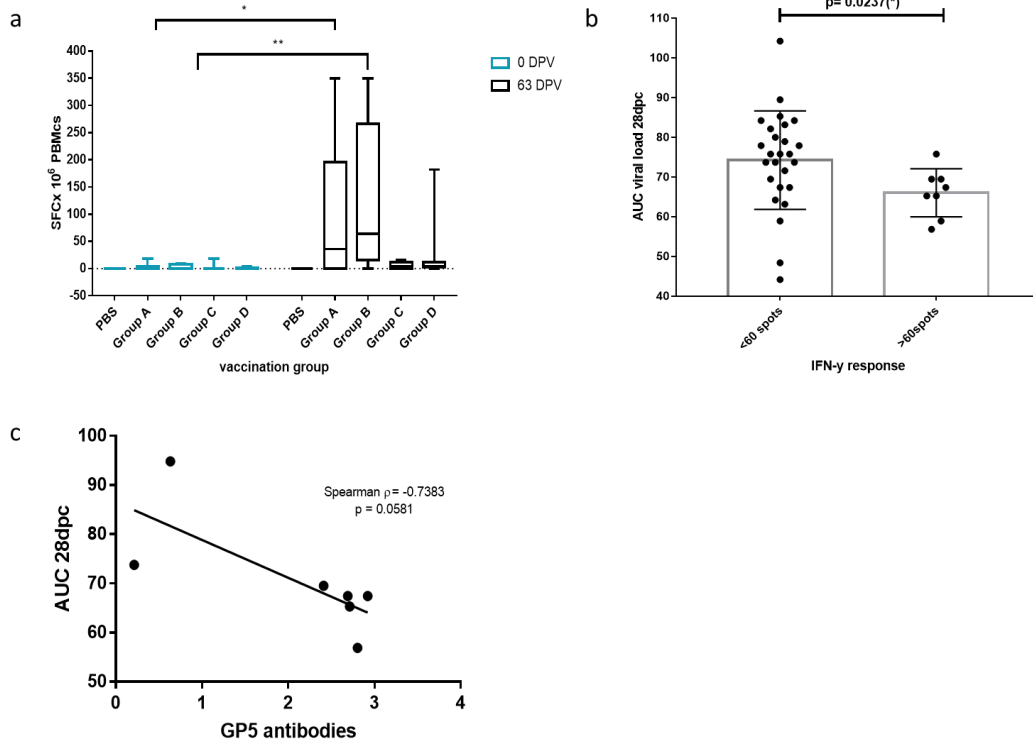 a
*
**
400
350
300
250
200
150
100
50
0
-50
SFCx 10⁶ PBMcs
PBS
Group A
Group B
Group C
Group D
PBS
Group A
Group B
Group C
Group D
vaccination group
0 DPV
63 DPV
b
p= 0.0237(*)
110
100
90
80
70
60
50
40
AUC viral load 28dpc
<60 spots
>60spots
IFN-y response
c
100
90
80
70
60
50
AUC 28dpc
Spearman ρ= -0.7383
p = 0.0581
0
1
2
3
4
GP5 antibodies